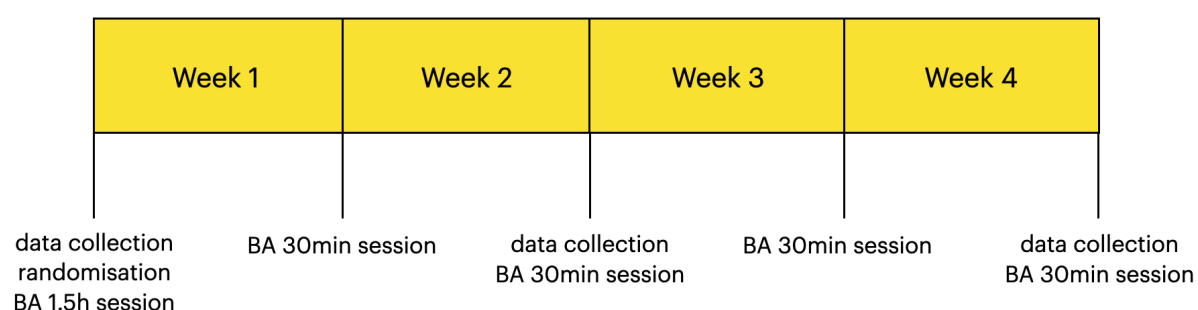 Week 1
Week 2
Week 3
Week 4
data collection
randomisation
BA 1.5h session
BA 30min session
data collection
BA 30min session
BA 30min session
data collection
BA 30min session